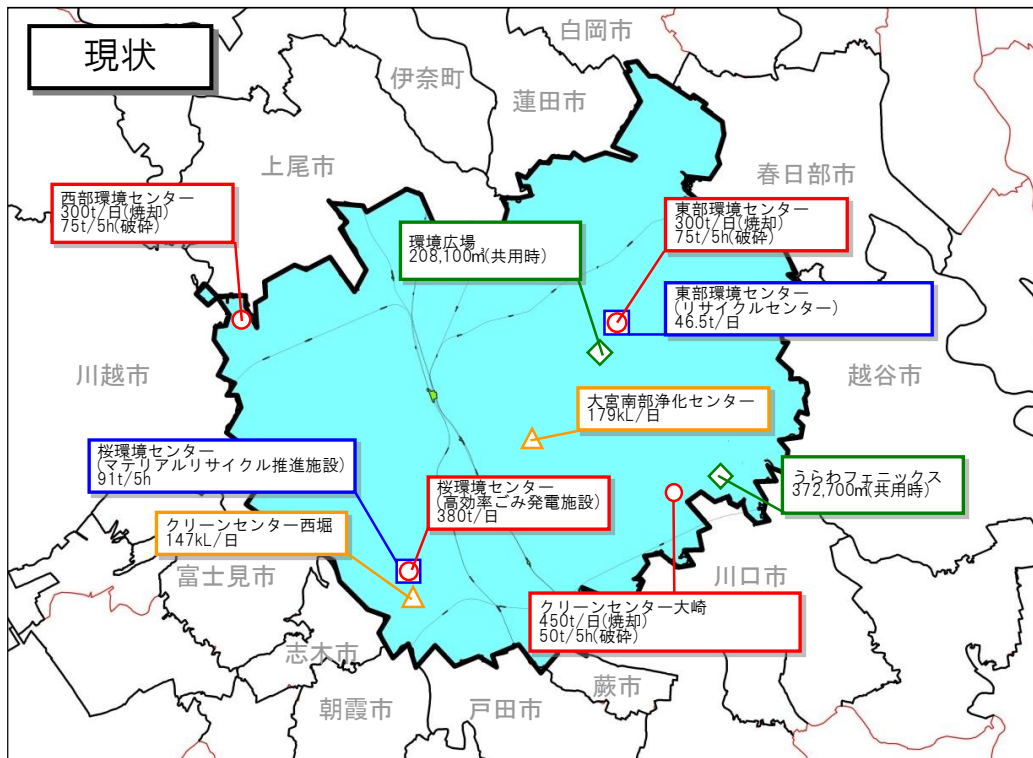 現状
白岡市
伊奈町
蓮田市
上尾市
春日部市
西部環境センター
300t/日(焼却)
75t/5h(破砕)
東部環境センター
300t/日(焼却)
75t/5h(破砕)
環境広場
208,100㎥(共用時)
東部環境センター
(リサイクルセンター)
46.5t/日
川越市
越谷市
大宮南部浄化センター
179kL/日
桜環境センター
(マテリアルリサイクル推進施設)
91t/5h
うらわフェニックス
372,700㎥(共用時)
桜環境センター
(高効率ごみ発電施設)
380t/日
クリーンセンター西堀
147kL/日
富士見市
川口市
クリーンセンター大崎
450t/日(焼却)
50t/5h(破砕)
志木市
蕨市
朝霞市
戸田市